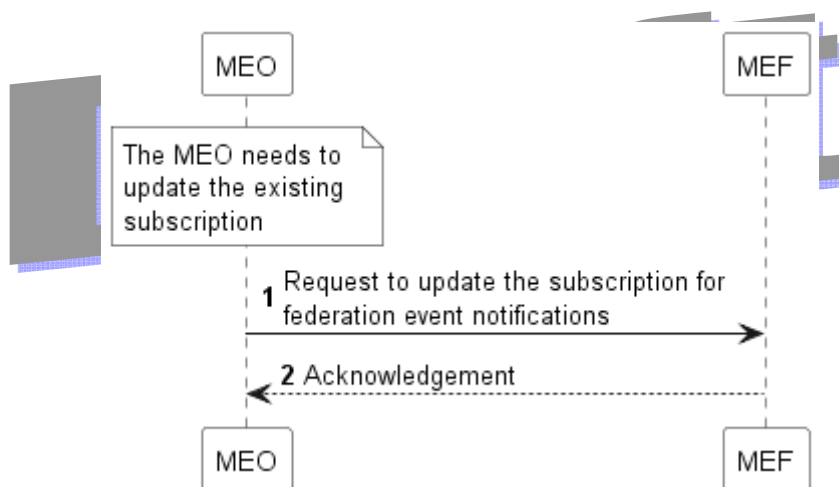 MEO
MEF
The MEO needs to
update the existing
subscription
1 Request to update the subscription for
federation event notifications
2 Acknowledgement
MEO
MEF